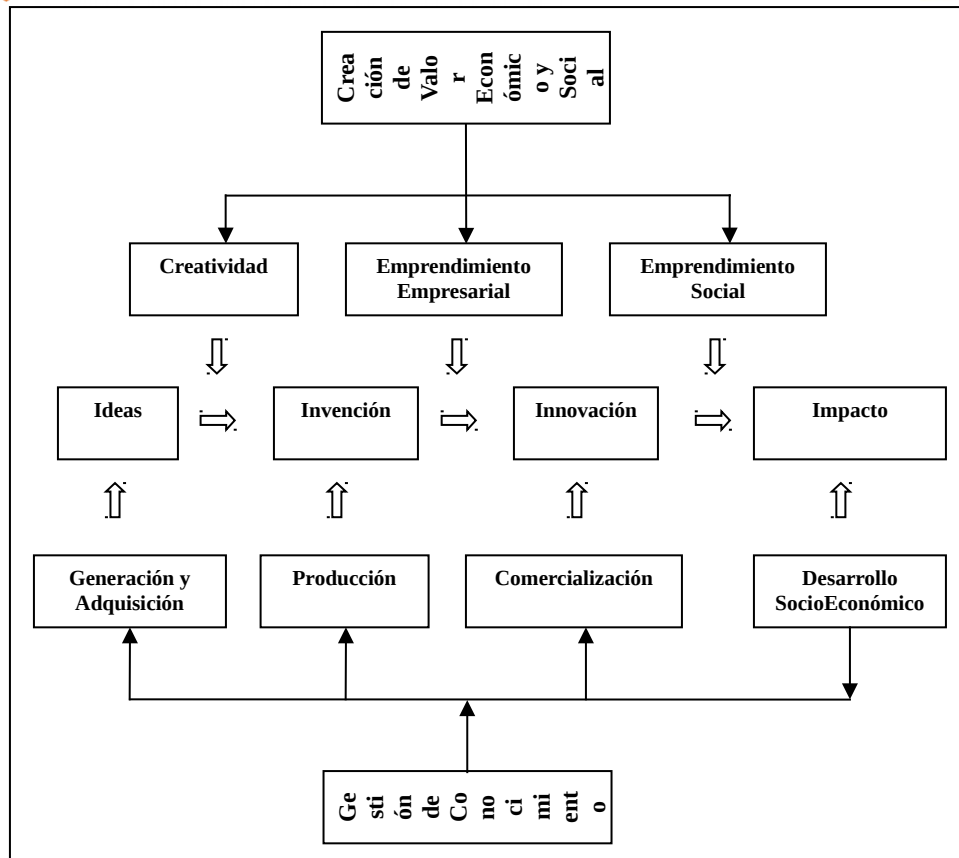 Crea
ción
de
Valo
r
Econ
ómic
o y
Soci
al
Creatividad
Emprendimiento
Empresarial
Emprendimiento
Social
Ideas
Invención
Innovación
Impacto
Generación y
Adquisición
Producción
Comercialización
Desarrollo
SocioEconómico
Ge
sti
ón
de
Co
no
ci
mi
ent
o